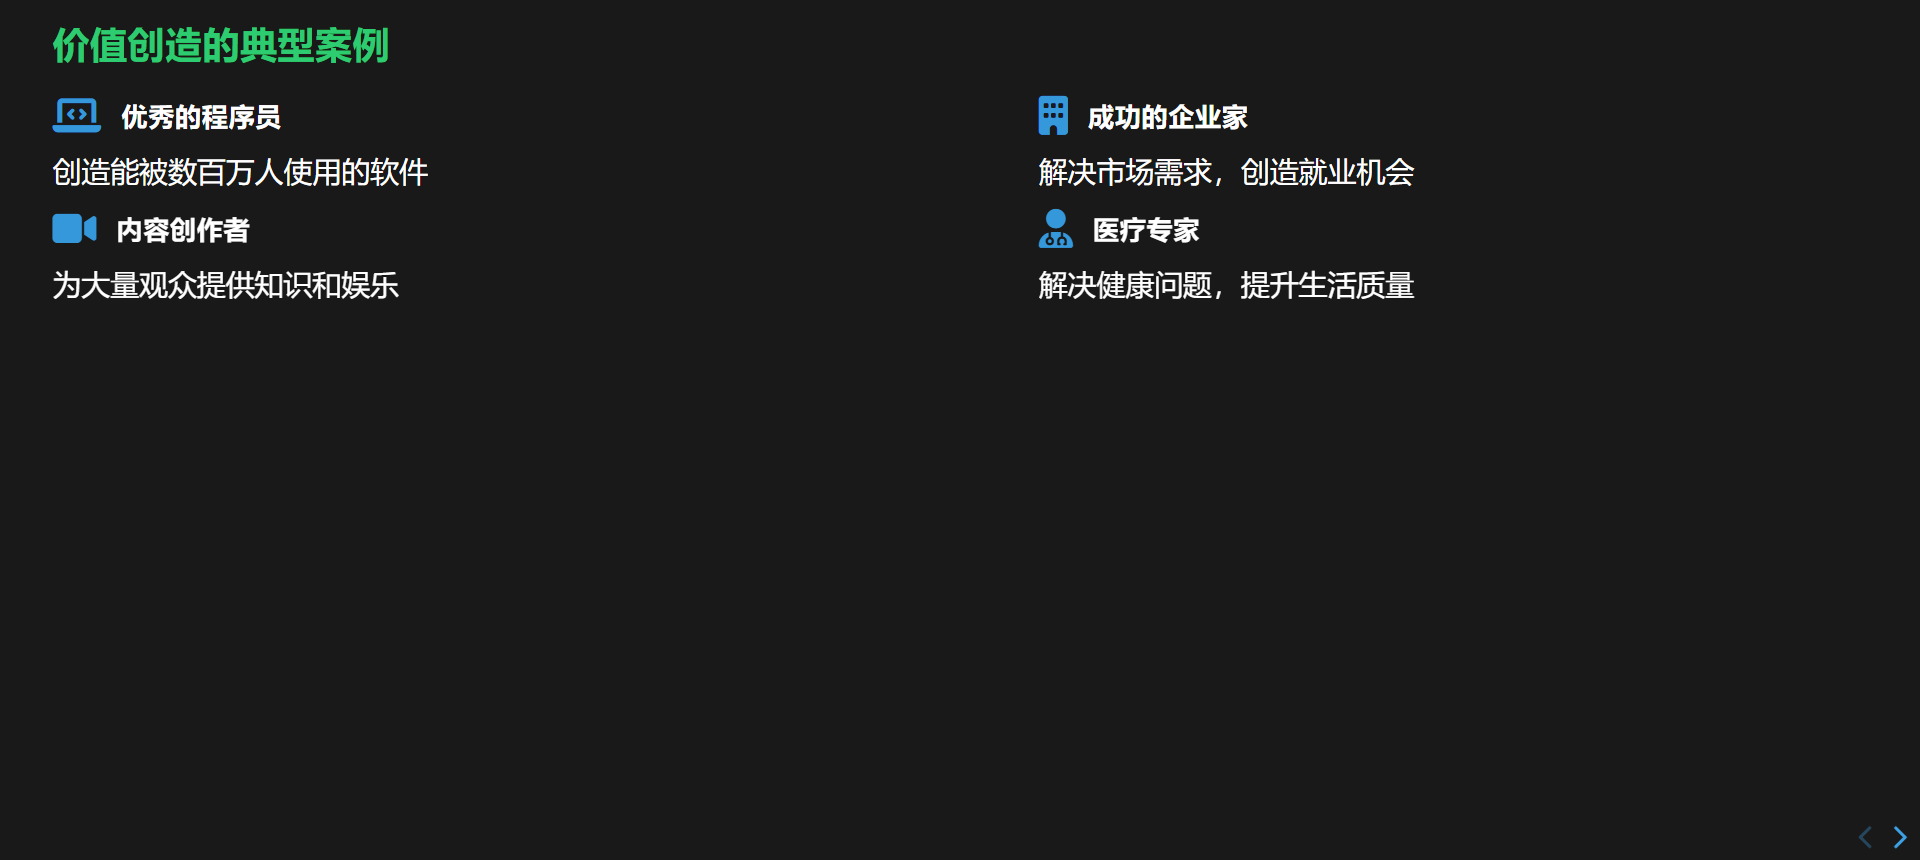 价值创造的典型案例
优秀的程序员
创造能被数百万人使用的软件
成功的企业家
解决市场需求，创造就业机会
内容创作者
为大量观众提供知识和娱乐
医疗专家
解决健康问题，提升生活质量